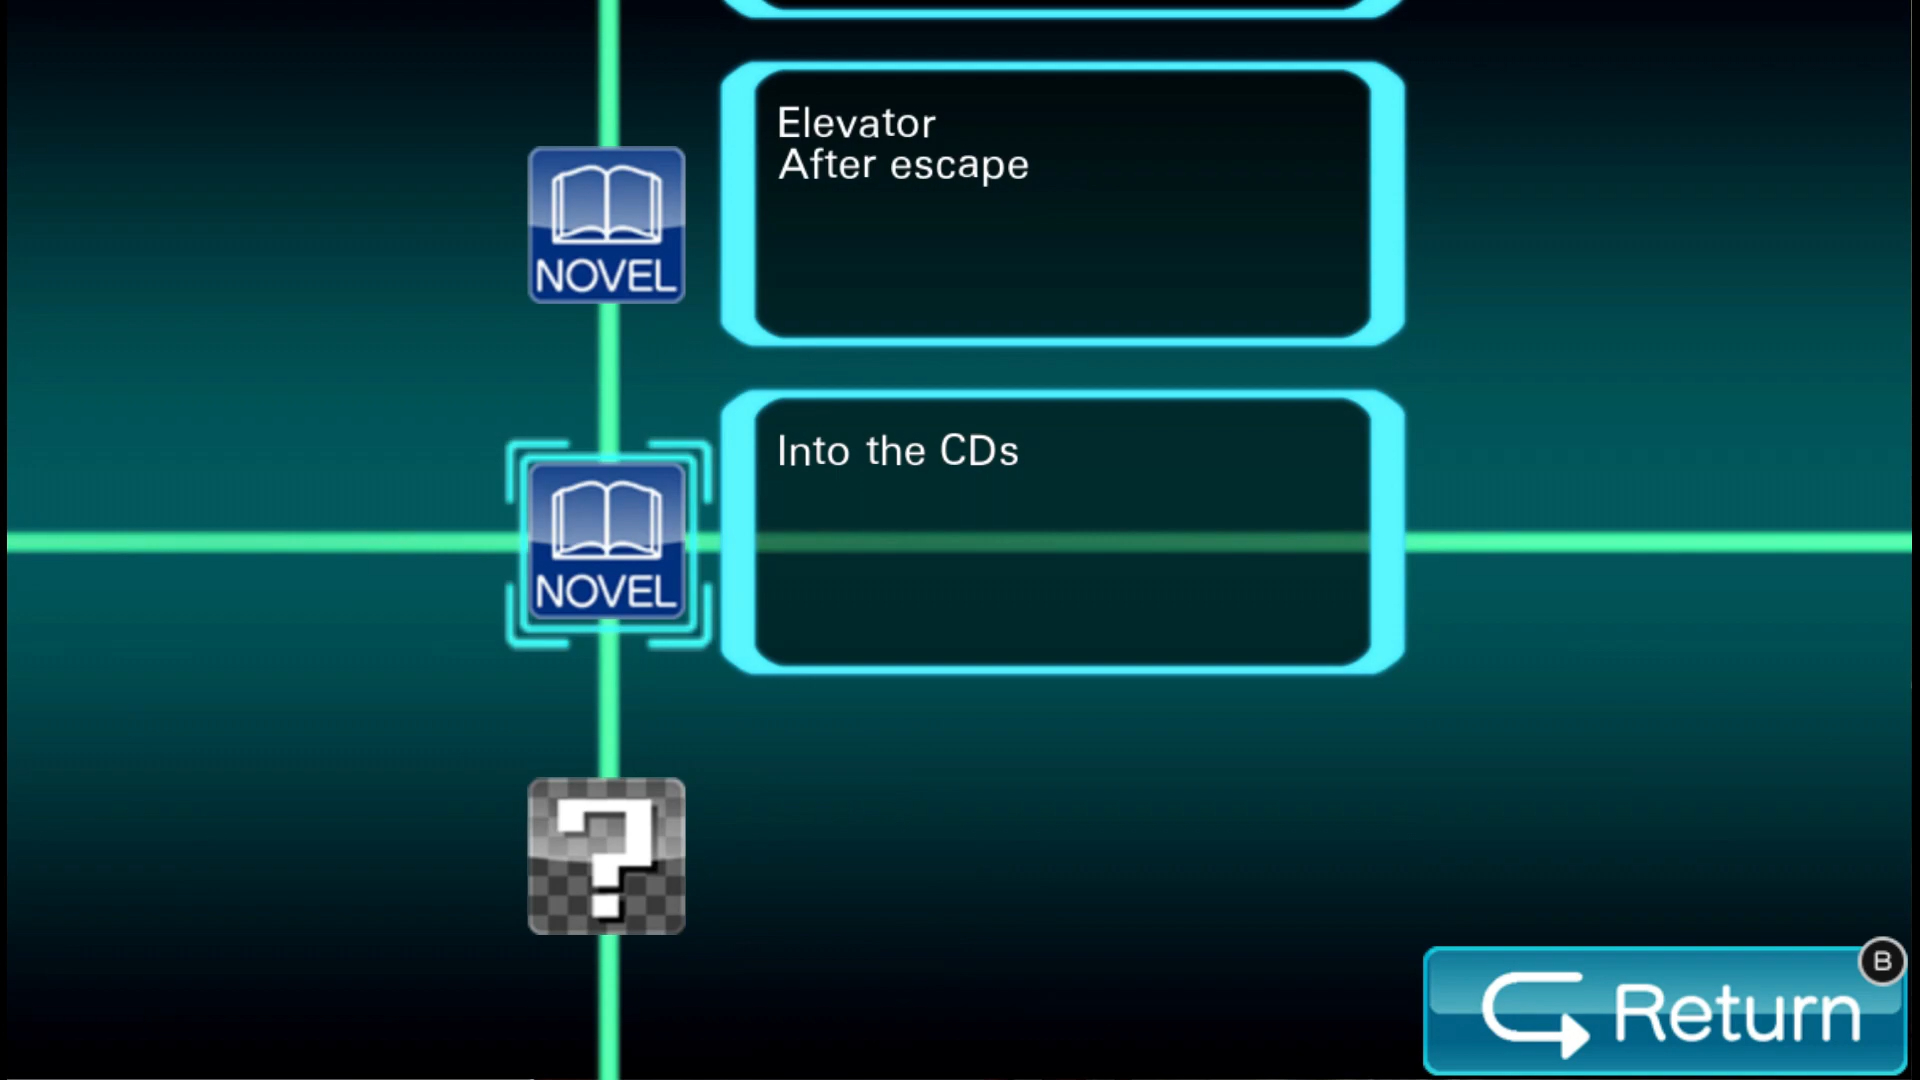 Elevator
After escape
NOVEL
Into the CDs
NOVEL
?
B
Return